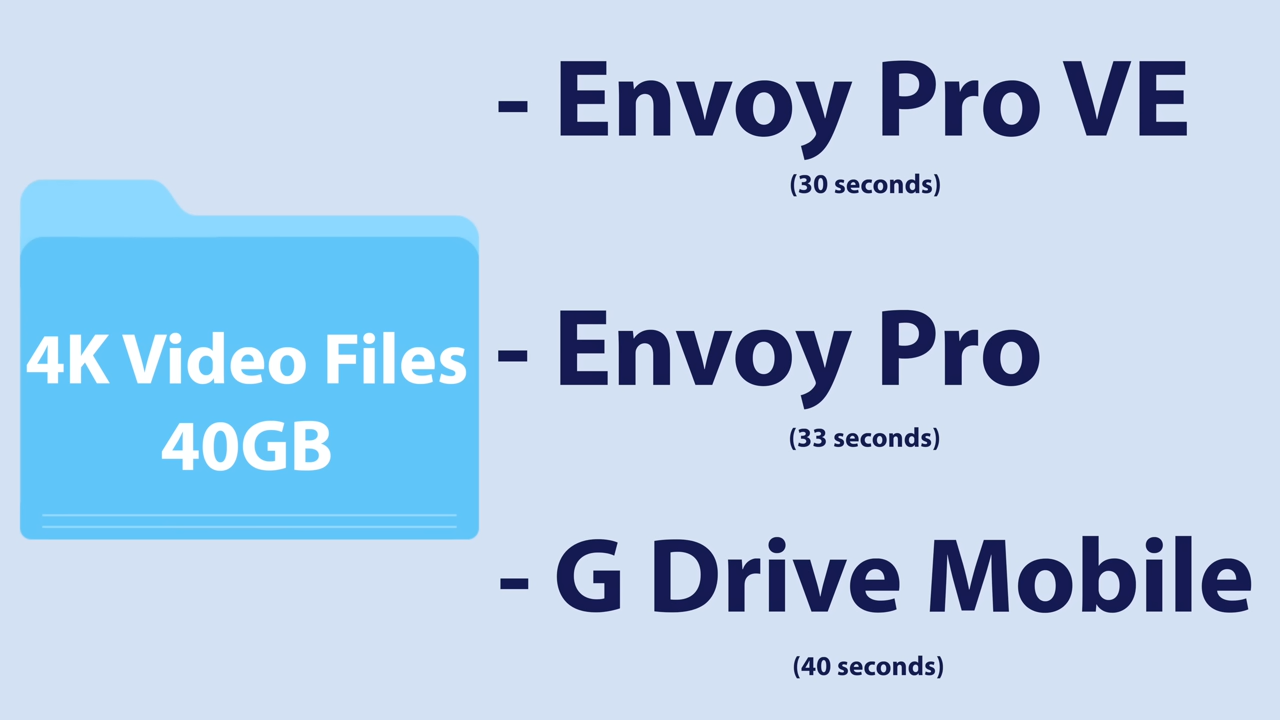 4K Video Files
40GB
- Envoy Pro VE
(30 seconds)
- Envoy Pro
(33 seconds)
- G Drive Mobile
(40 seconds)